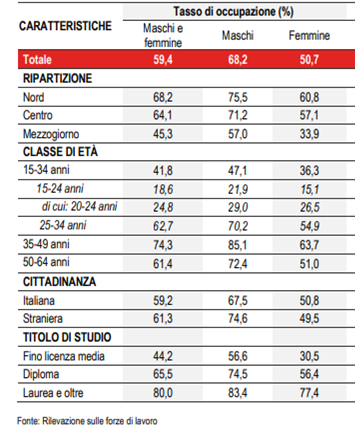 Tasso di occupazione (%)
CARATTERISTICHE Maschi e femmine Maschi Femmine
Totale 59,4 68,2 50,7
RIPARTIZIONE
Nord 68,2 75,5 60,8
Centro 64,1 71,2 57,1
Mezzogiorno 45,3 57,0 33,9
CLASSE DI ETÀ
15-34 anni 41,8 47,1 36,3
15-24 anni 18,6 21,9 15,1
di cui: 20-24 anni 24,8 29,0 26,5
25-34 anni 62,7 70,2 54,9
35-49 anni 74,3 85,1 63,7
50-64 anni 61,4 72,4 51,0
CITTADINANZA
Italiana 59,2 67,5 50,8
Straniera 61,3 74,6 49,5
TITOLO DI STUDIO
Fino licenza media 44,2 56,6 30,5
Diploma 65,5 74,5 56,4
Laurea e oltre 80,0 83,4 77,4
Fonte: Rilevazione sulle forze di lavoro